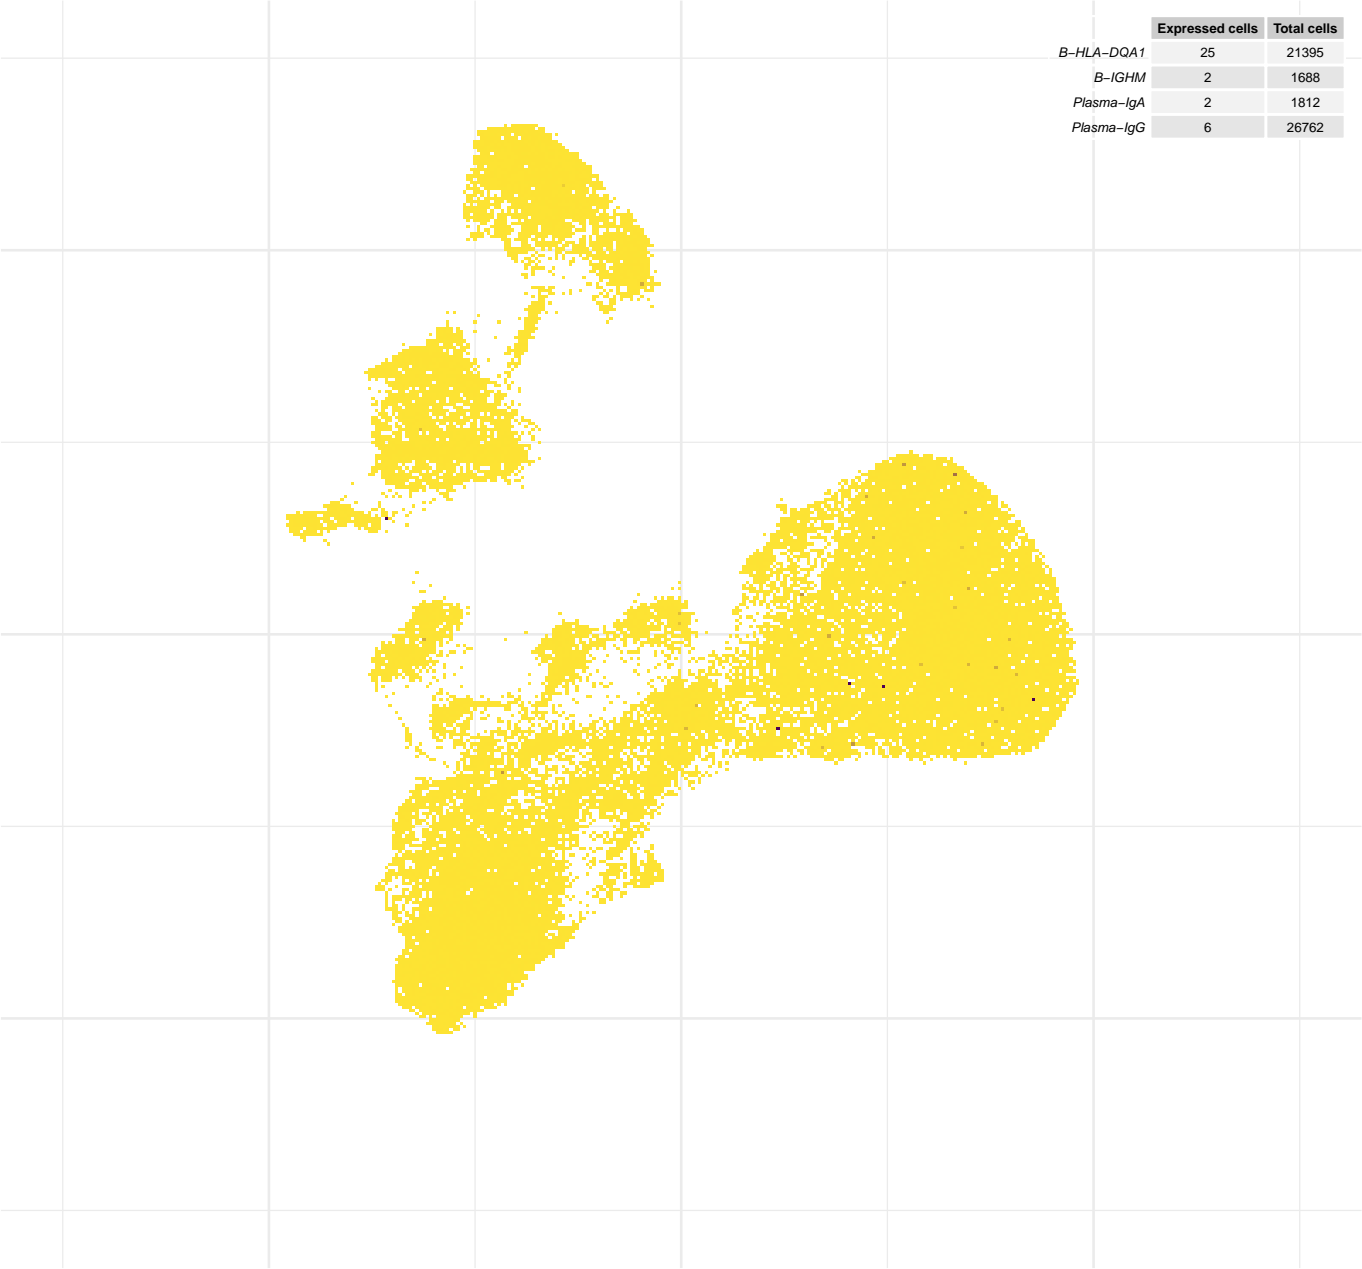 Expressed cells Total cells
B−HLA−DQA1 25 21395
B−IGHM 2 1688
Plasma−IgA 2 1812
Plasma−IgG 6 26762